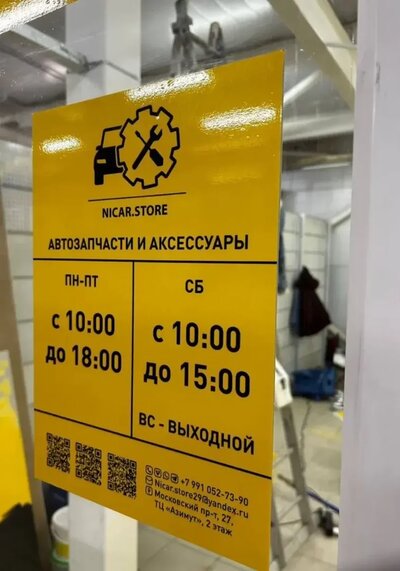 NICAR.STORE
АВТОЗАПЧАСТИ И АКСЕССУАРЫ
ПН-ПТ
с 10:00
до 18:00
СБ
с 10:00
до 15:00
ВС - ВЫХОДНОЙ
+7 991 052-73-90
Nicar.store29@yandex.ru
Московский пр-т, 27.
ТЦ «Азимут», 2 этаж